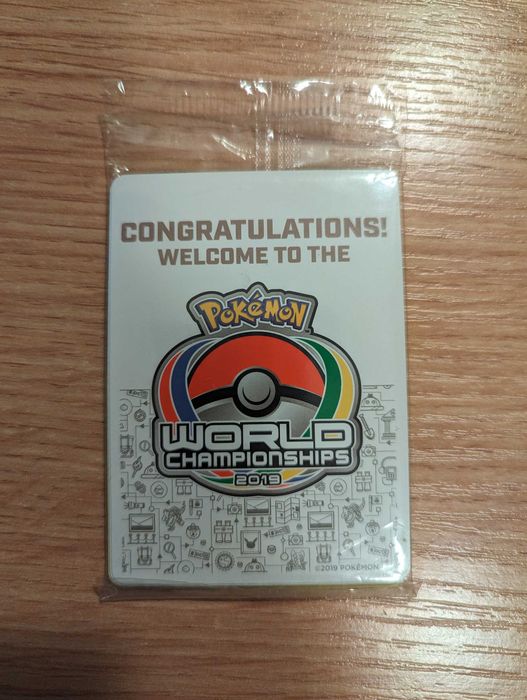 CONGRATULATIONS!
WELCOME TO THE
POKéMON
WORLD
CHAMPIONSHIPS
2019
©2019 POKÉMON